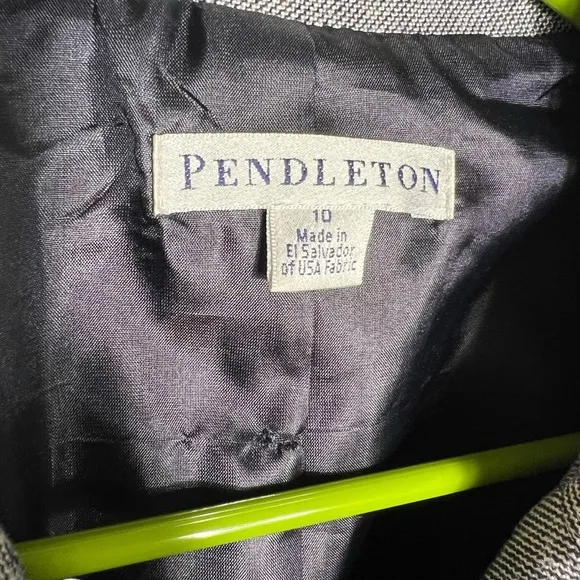 PENDLETON
10
Made in
El Salvador
of USA Fabric